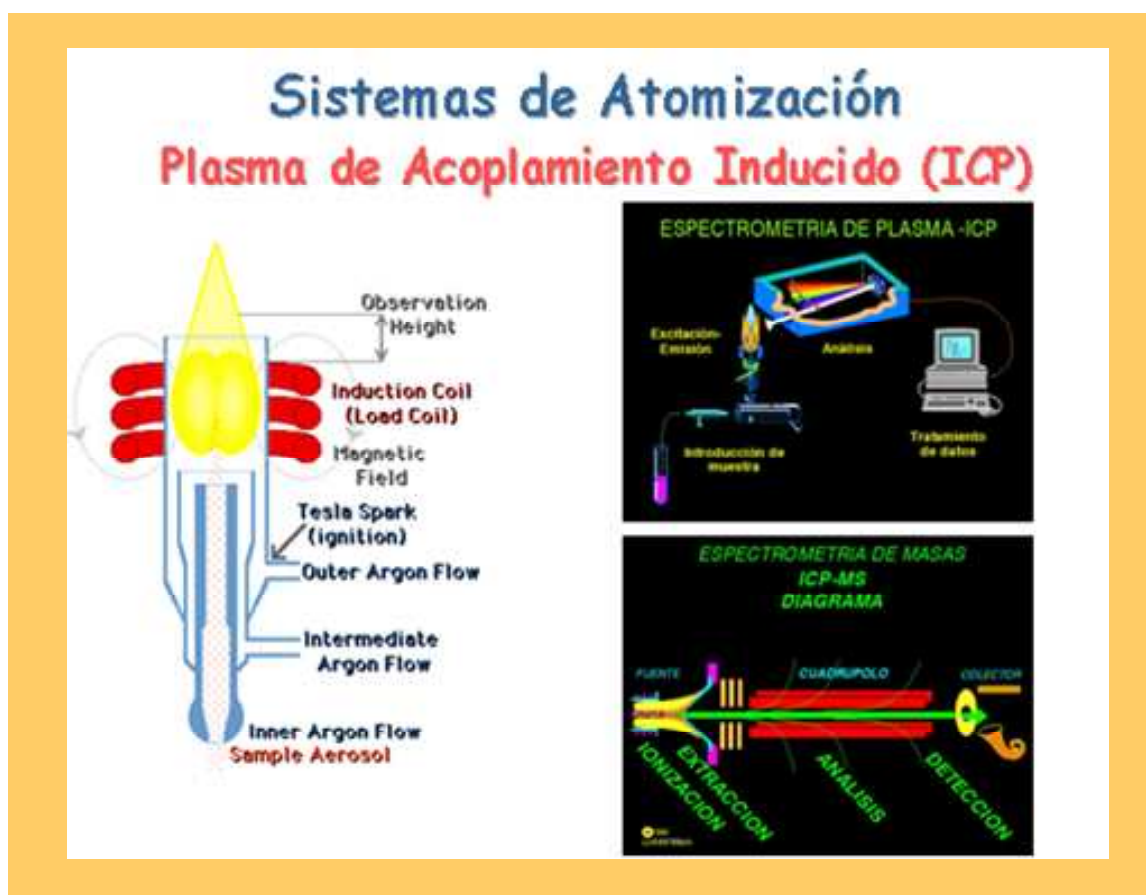 Sistemas de Atomización
Plasma de Acoplamiento Inducido (ICP)
Observation
Height
Induction Coil
(Load Coil)
Magnetic
Field
Tesla Spark
(ignition)
Outer Argon Flow
Intermediate
Argon Flow
Inner Argon Flow
Sample Aerosol
ESPECTROMETRIA DE PLASMA -ICP
Excitación-
Emisión
Análisis
Introducción de
muestra
Tratamiento
de datos
ESPECTROMETRIA DE MASAS
ICP-MS
DIAGRAMA
FUENTE
CUADRUPOLO
COLECTOR
IONIZACION
EXTRACCION
ANALISIS
DETECCION